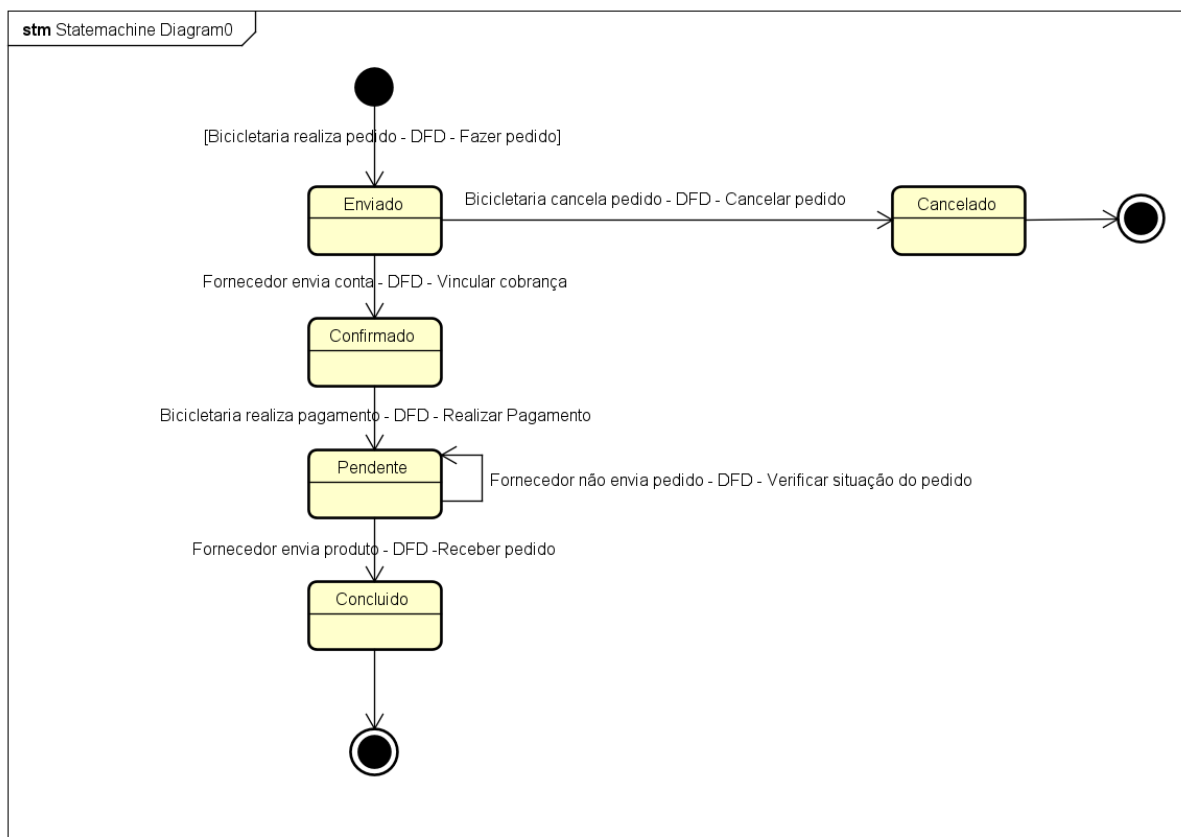 stm Statemachine Diagram0
[Bicicletaria realiza pedido - DFD - Fazer pedido]
Enviado
Bicicletaria cancela pedido - DFD - Cancelar pedido
Cancelado
Fornecedor envia conta - DFD - Vincular cobrança
Confirmado
Bicicletaria realiza pagamento - DFD - Realizar Pagamento
Pendente
Fornecedor não envia pedido - DFD - Verificar situação do pedido
Fornecedor envia produto - DFD -Receber pedido
Concluido